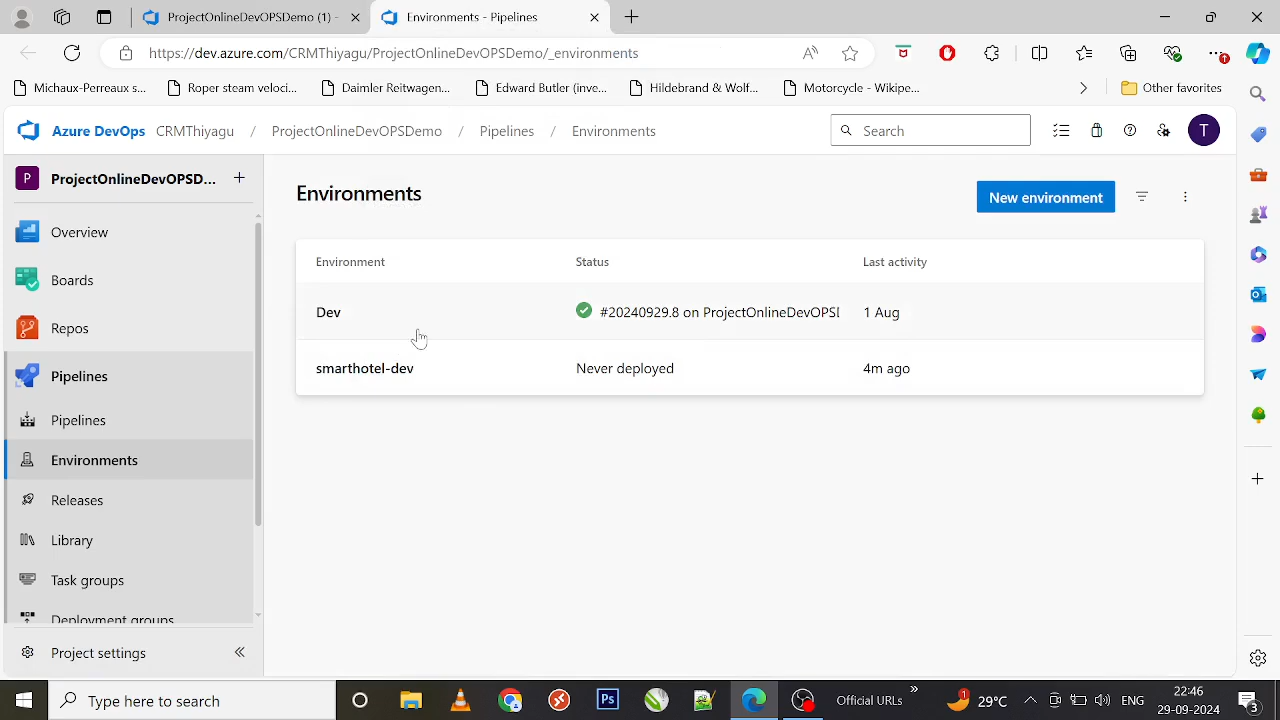 ProjectOnlineDevOPSDemo (1) -
Environments - Pipelines
https://dev.azure.com/CRMThiyagu/ProjectOnlineDevOPSDemo/_environments
Michaux-Perreaux s...
Roper steam veloci...
Daimler Reitwagen...
Edward Butler (inve...
Hildebrand & Wolf...
Motorcycle - Wikipe...
Other favorites
Azure DevOps CRMThiyagu / ProjectOnlineDevOPSDemo / Pipelines / Environments
Search
T
P ProjectOnlineDevOPSD...
Overview
Boards
Repos
Pipelines
Pipelines
Environments
Releases
Library
Task groups
Deployment groups
Project settings
Environments
New environment
Environment Status Last activity
Dev #20240929.8 on ProjectOnlineDevOPSI 1 Aug
smarthotel-dev Never deployed 4m ago
Type here to search
Ps
Official URLs
1
29°C
ENG
22:46
29-09-2024
3